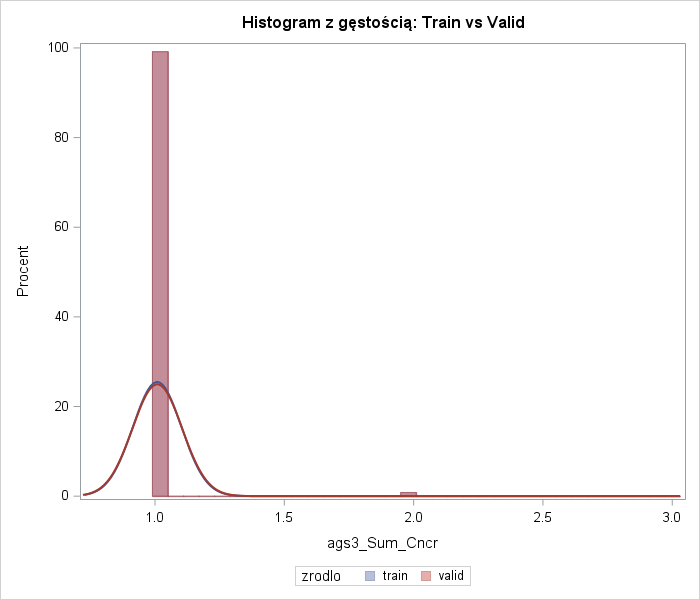 Histogram z gęstością: Train vs Valid
100
80
60
40
20
0
Procent
1.0 1.5 2.0 2.5 3.0
ags3_Sum_Cncr
zrodlo train valid